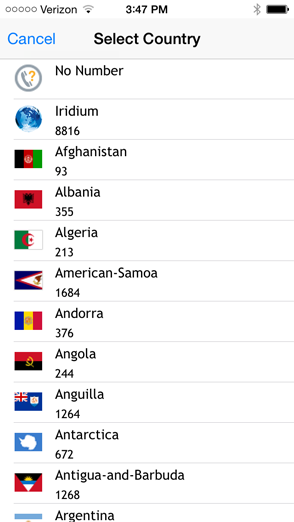 Verizon 3:47 PM
Cancel Select Country
No Number
Iridium
8816
Afghanistan
93
Albania
355
Algeria
213
American-Samoa
1684
Andorra
376
Angola
244
Anguilla
1264
Antarctica
672
Antigua-and-Barbuda
1268
Argentina